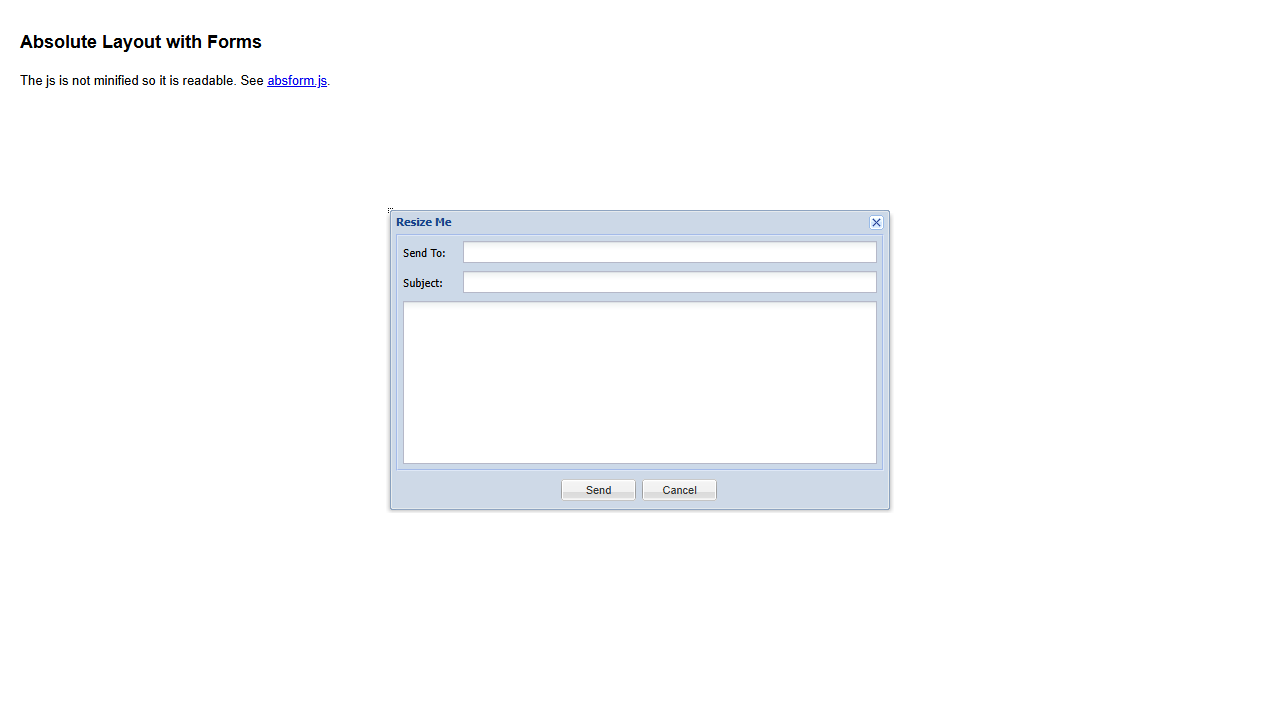 Absolute Layout with Forms
The js is not minified so it is readable. See absform.js.
Resize Me
Send To:
Subject:
Send Cancel